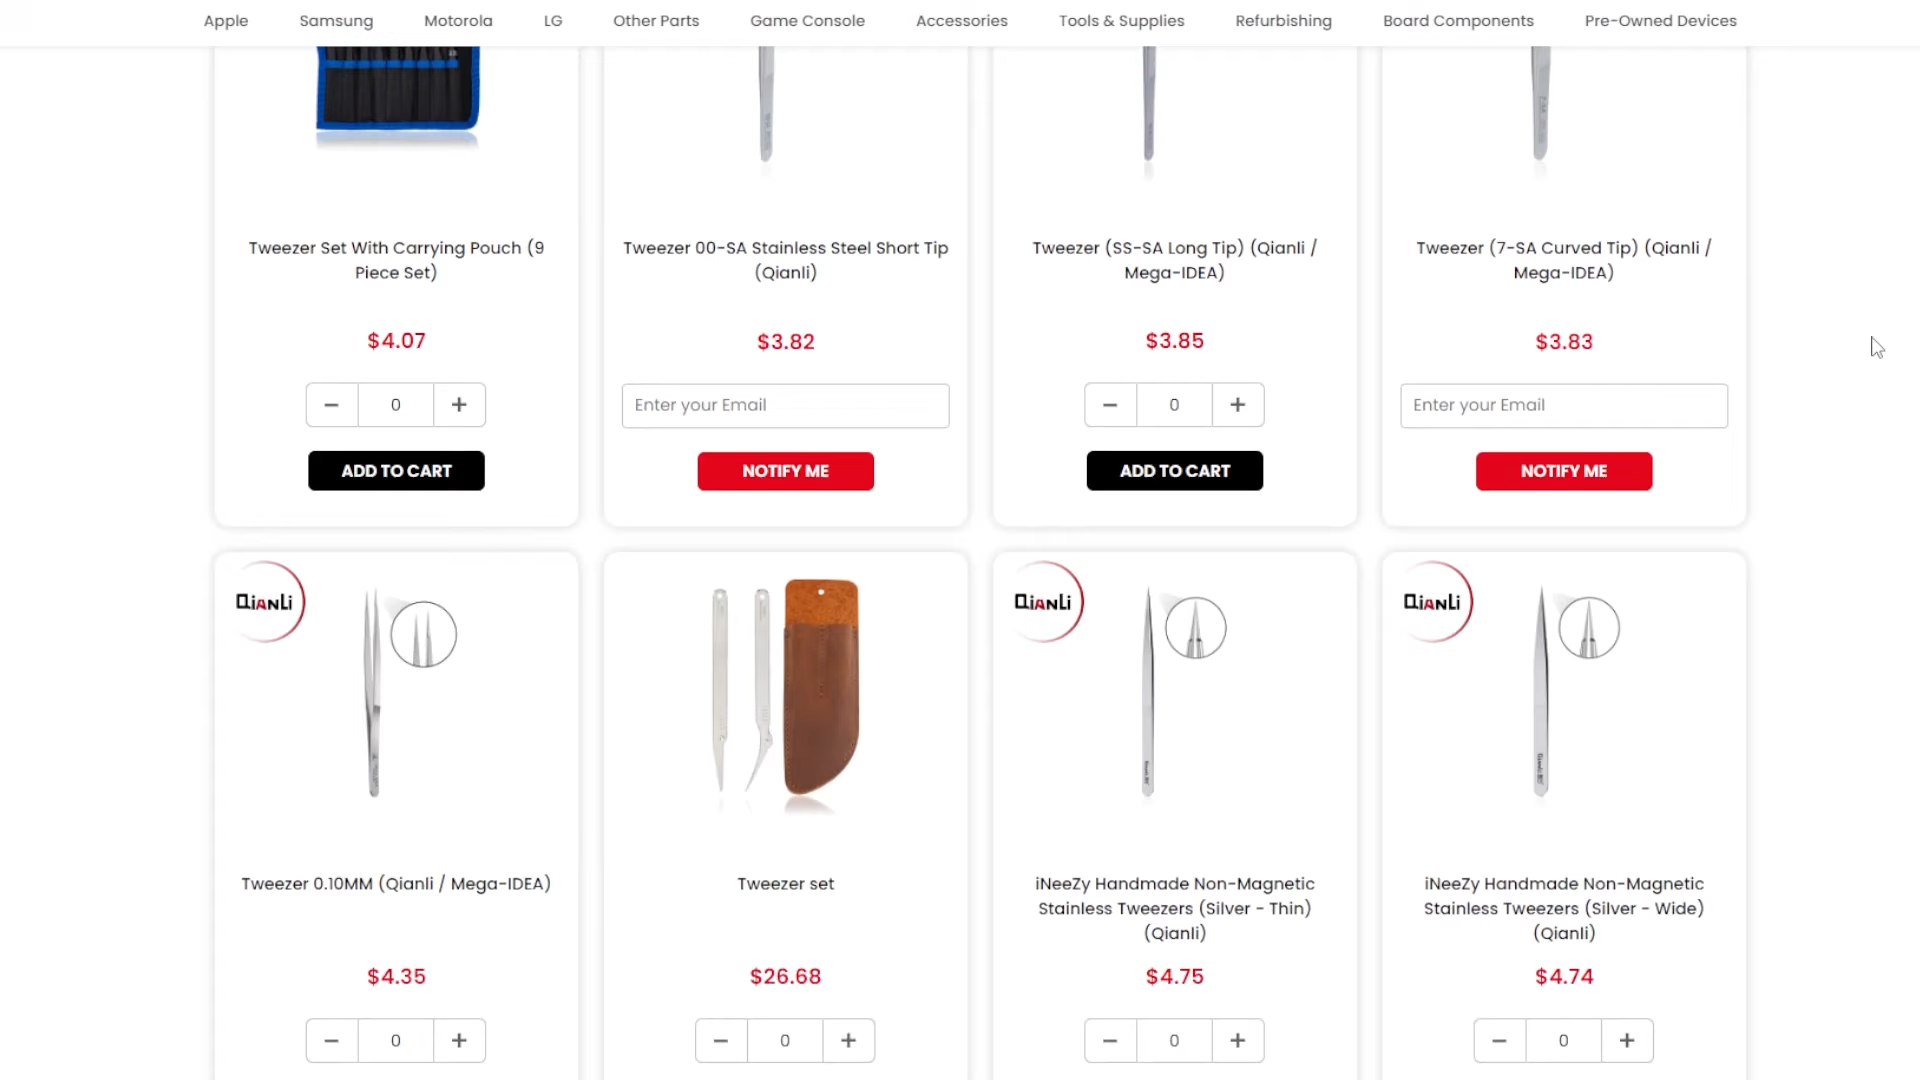 Apple Samsung Motorola LG Other Parts Game Console Accessories Tools & Supplies Refurbishing Board Components Pre-Owned Devices
Tweezer Set With Carrying Pouch (9
Piece Set)
$4.07
0
ADD TO CART
Tweezer 00-SA Stainless Steel Short Tip
(Qianli)
$3.82
Enter your Email
NOTIFY ME
Tweezer (SS-SA Long Tip) (Qianli /
Mega-IDEA)
$3.85
0
ADD TO CART
Tweezer (7-SA Curved Tip) (Qianli /
Mega-IDEA)
$3.83
Enter your Email
NOTIFY ME
QIANLI
Tweezer 0.10MM (Qianli / Mega-IDEA)
$4.35
0
Tweezer set
$26.68
0
QIANLI
iNeeZy Handmade Non-Magnetic
Stainless Tweezers (Silver - Thin)
(Qianli)
$4.75
0
QIANLI
iNeeZy Handmade Non-Magnetic
Stainless Tweezers (Silver - Wide)
(Qianli)
$4.74
0